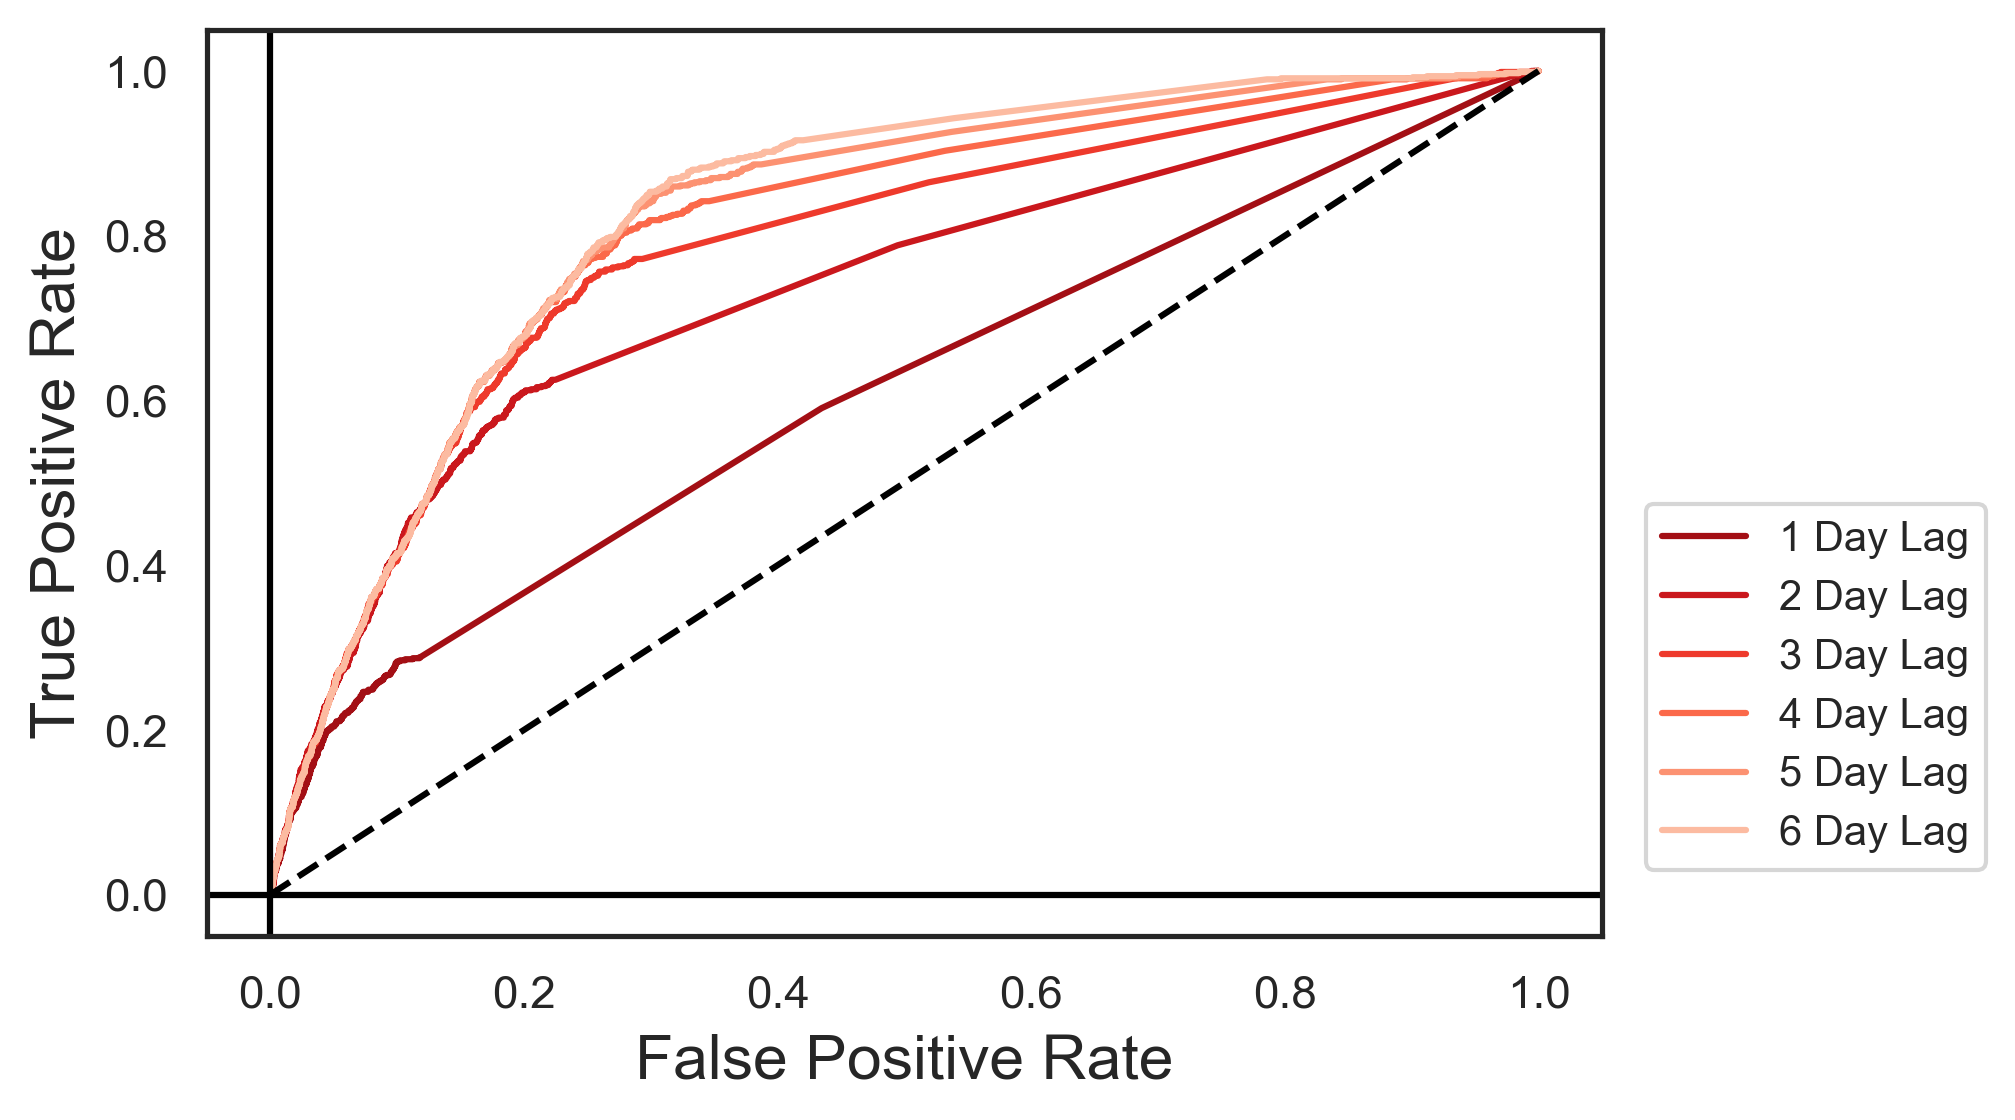 1.0
0.8
0.6
0.4
0.2
0.0
True Positive Rate
0.0 0.2 0.4 0.6 0.8 1.0
False Positive Rate
1 Day Lag
2 Day Lag
3 Day Lag
4 Day Lag
5 Day Lag
6 Day Lag